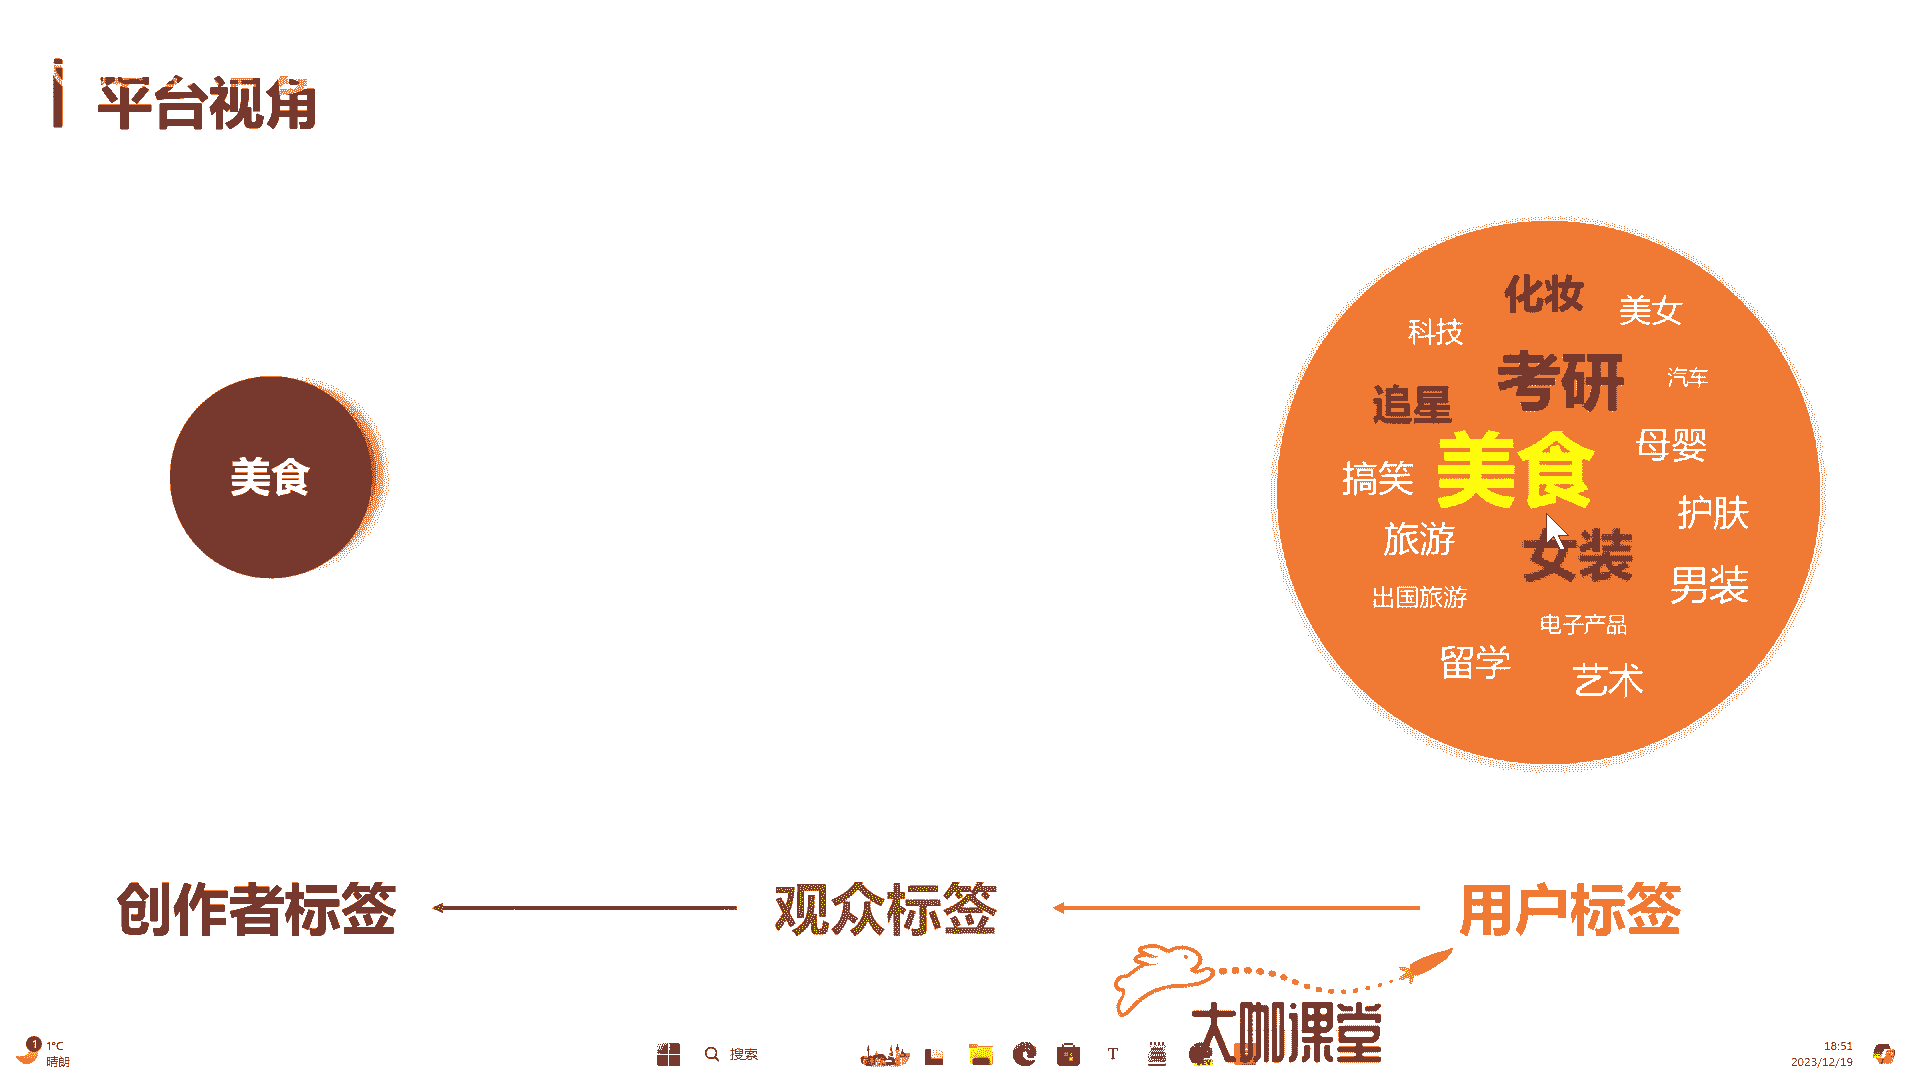 平台视角
化妆
美女
科技
考研
汽车
追星
美食
母婴
美食
搞笑
护肤
旅游
女装
男装
出国旅游
电子产品
留学
艺术
创作者标签
观众标签
用户标签
大咖课堂
1
1°C
晴朗
搜索
18:51
2023/12/19